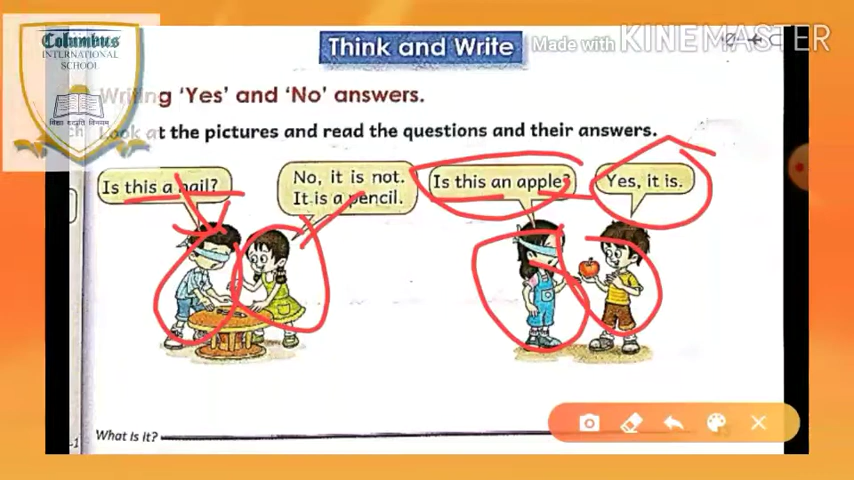 Columbus
INTERNATIONAL
SCHOOL
Think and Write
Made with KINEMASTER
Writing ‘Yes’ and ‘No’ answers.
Look at the pictures and read the questions and their answers.
Is this a nail?
No, it is not.
It is a pencil.
Is this an apple?
Yes, it is.
What is it?